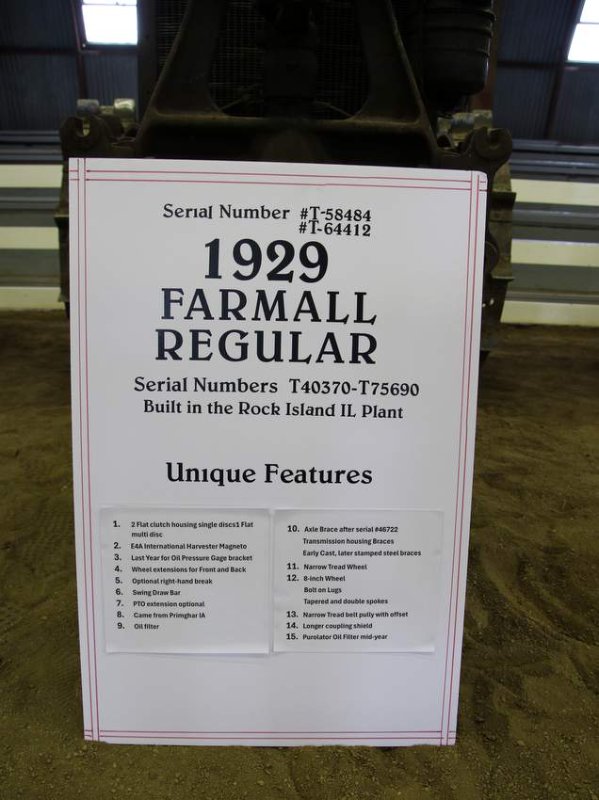 Serial Number #T-58484
#T-64412
1929
FARMALL
REGULAR
Serial Numbers T40370-T75690
Built in the Rock Island IL Plant
Unique Features
1. 2 Flat clutch housing single discs1 Flat
multi disc
2. E4A International Harvester Magneto
3. Last Year for Oil Pressure Gage bracket
4. Wheel extensions for Front and Back
5. Optional right-hand break
6. Swing Draw Bar
7. PTO extension optional
8. Came from Primghar IA
9. Oil filter
10. Axle Brace after serial #46722
Transmission housing Braces
Early Cast, later stamped steel braces
11. Narrow Tread Wheel
12. 8-inch Wheel
Bolt on Lugs
Tapered and double spokes
13. Narrow Tread belt pully with offset
14. Longer coupling shield
15. Purolator Oil Filter mid-year